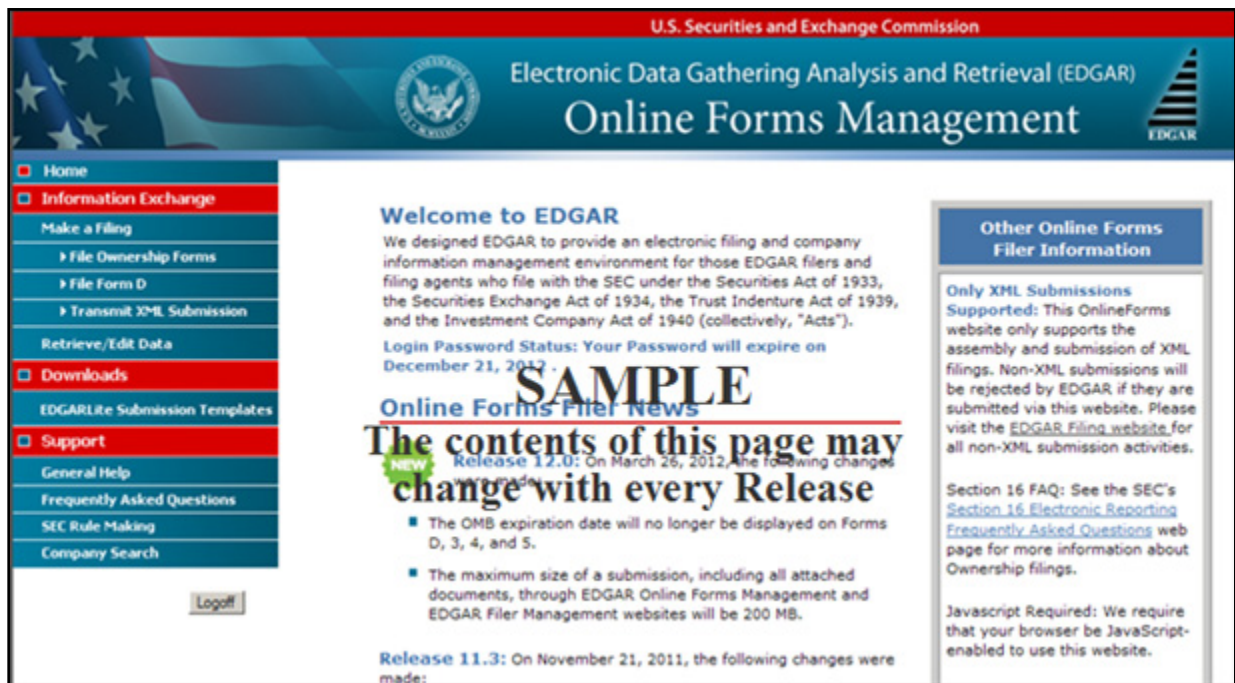 U.S. Securities and Exchange Commission
Electronic Data Gathering Analysis and Retrieval (EDGAR)
Online Forms Management
EDGAR
Home
Information Exchange
Make a Filing
File Ownership Forms
File Form D
Transmit XML Submission
Retrieve/Edit Data
Downloads
EDGARLite Submission Templates
Support
General Help
Frequently Asked Questions
SEC Rule Making
Company Search
Logoff
Welcome to EDGAR
We designed EDGAR to provide an electronic filing and company
information management environment for those EDGAR filers and
filing agents who file with the SEC under the Securities Act of 1933,
the Securities Exchange Act of 1934, the Trust Indenture Act of 1939,
and the Investment Company Act of 1940 (collectively, "Acts").
Login Password Status: Your Password will expire on
December 21, 2012 .
SAMPLE
Online Forms Filer News
The contents of this page may
change with every Release
NEW
Release 12.0: On March 26, 2012, the following changes
were made:
The OMB expiration date will no longer be displayed on Forms
D, 3, 4, and 5.
The maximum size of a submission, including all attached
documents, through EDGAR Online Forms Management and
EDGAR Filer Management websites will be 200 MB.
Release 11.3: On November 21, 2011, the following changes were
made:
Other Online Forms
Filer Information
Only XML Submissions
Supported: This OnlineForms
website only supports the
assembly and submission of XML
filings. Non-XML submissions will
be rejected by EDGAR if they are
submitted via this website. Please
visit the EDGAR Filing website for
all non-XML submission activities.
Section 16 FAQ: See the SEC's
Section 16 Electronic Reporting
Frequently Asked Questions web
page for more information about
Ownership filings.
Javascript Required: We require
that your browser be JavaScript-
enabled to use this website.